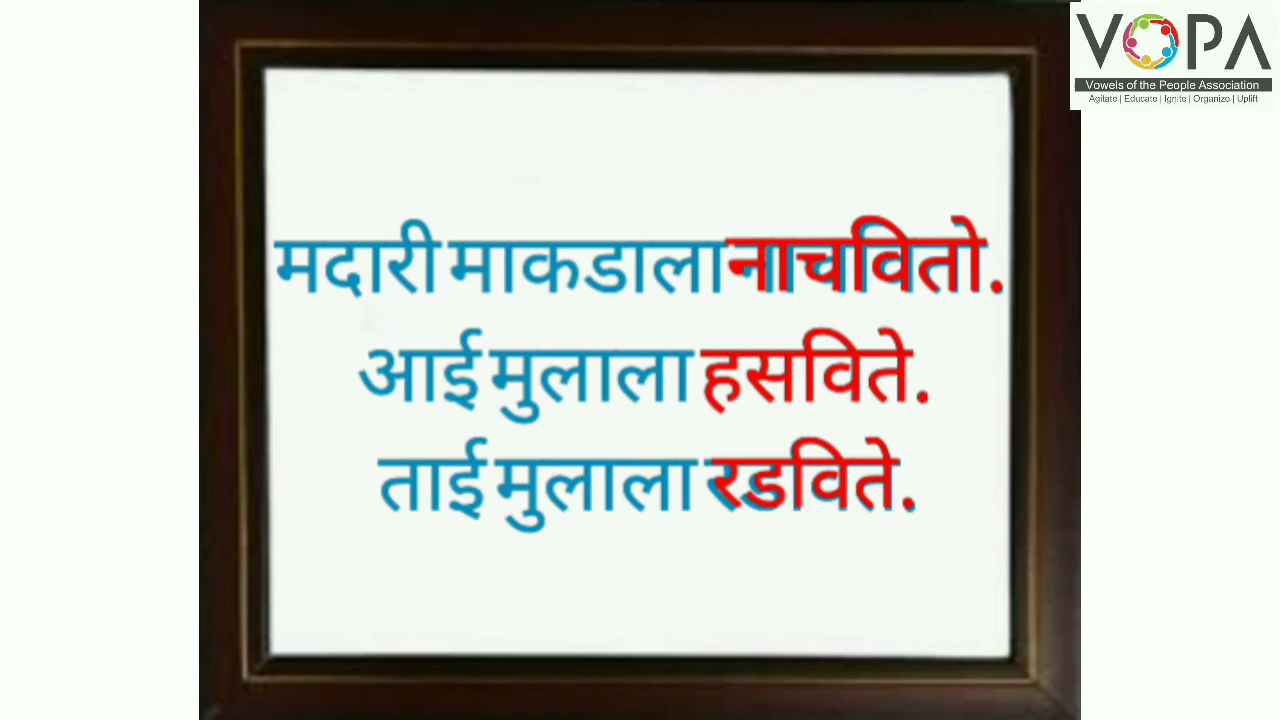 VOPA
Vowels of the People Association
Agitate | Educate | Ignite | Organize | Uplift
मदारी माकडाला नाचवितो.
आई मुलाला हसविते.
ताई मुलाला रडविते.